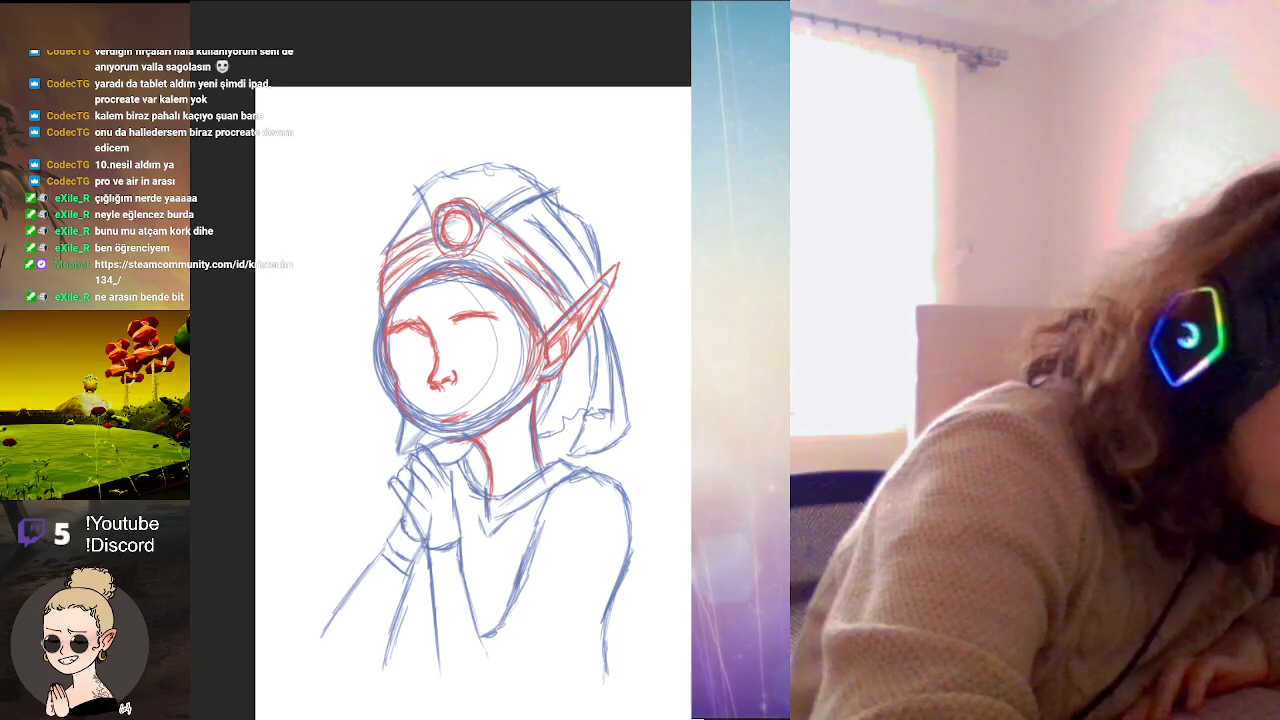 CodecTG verdiğin fırçaları hala kullanıyorum seni de
anıyorum valla sagolasın
CodecTG yaradı da tablet aldım yeni şimdi ipad.
procreate var kalem yok
CodecTG kalem biraz pahalı kaçıyo şuan bana
CodecTG onu da halledersem biraz procreate devamı
edicem
CodecTG 10.nesil aldım ya
CodecTG pro ve air in arası
eXile_R çığlığım nerde yaaaaa
eXile_R neyle eğlencez burda
eXile_R bunu mu atçam kork dihe
eXile_R ben öğrenciyem
Moobot https://steamcommunity.com/id/kristenlm
134_/
eXile_R ne arasın bende bit
5
!Youtube
!Discord